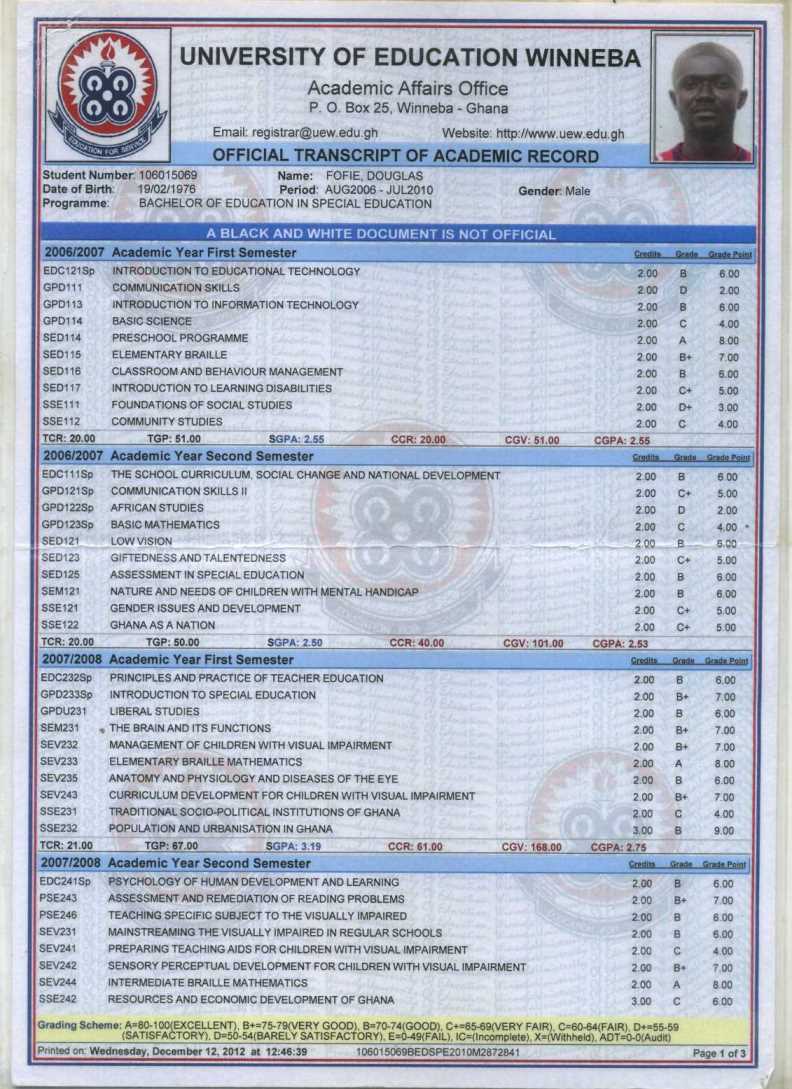 UNIVERSITY OF EDUCATION WINNEBA
Academic Affairs Office
P. O. Box 25, Winneba - Ghana
Email: registrar@uew.edu.gh Website: http://www.uew.edu.gh
EDUCATION FOR SERVICE
OFFICIAL TRANSCRIPT OF ACADEMIC RECORD
Student Number: 106015069 Name: FOFIE, DOUGLAS
Date of Birth: 19/02/1976 Period: AUG2006 - JUL2010 Gender: Male
Programme: BACHELOR OF EDUCATION IN SPECIAL EDUCATION
A BLACK AND WHITE DOCUMENT IS NOT OFFICIAL
2006/2007 Academic Year First Semester Credits Grade Grade Point
EDC121Sp INTRODUCTION TO EDUCATIONAL TECHNOLOGY 2.00 B 6.00
GPD111 COMMUNICATION SKILLS 2.00 D 2.00
GPD113 INTRODUCTION TO INFORMATION TECHNOLOGY 2.00 B 6.00
GPD114 BASIC SCIENCE 2.00 C 4.00
SED114 PRESCHOOL PROGRAMME 2.00 A 8.00
SED115 ELEMENTARY BRAILLE 2.00 B+ 7.00
SED116 CLASSROOM AND BEHAVIOUR MANAGEMENT 2.00 B 6.00
SED117 INTRODUCTION TO LEARNING DISABILITIES 2.00 C+ 5.00
SSE111 FOUNDATIONS OF SOCIAL STUDIES 2.00 D+ 3.00
SSE112 COMMUNITY STUDIES 2.00 C 4.00
TCR: 20.00 TGP: 51.00 SGPA: 2.55 CCR: 20.00 CGV: 51.00 CGPA: 2.55
2006/2007 Academic Year Second Semester Credits Grade Grade Point
EDC111Sp THE SCHOOL CURRICULUM, SOCIAL CHANGE AND NATIONAL DEVELOPMENT 2.00 B 6.00
GPD121Sp COMMUNICATION SKILLS II 2.00 C+ 5.00
GPD122Sp AFRICAN STUDIES 2.00 D 2.00
GPD123Sp BASIC MATHEMATICS 2.00 C 4.00
SED121 LOW VISION 2.00 B 6.00
SED123 GIFTEDNESS AND TALENTEDNESS 2.00 C+ 5.00
SED125 ASSESSMENT IN SPECIAL EDUCATION 2.00 B 6.00
SEM121 NATURE AND NEEDS OF CHILDREN WITH MENTAL HANDICAP 2.00 B 6.00
SSE121 GENDER ISSUES AND DEVELOPMENT 2.00 C+ 5.00
SSE122 GHANA AS A NATION 2.00 C+ 5.00
TCR: 20.00 TGP: 50.00 SGPA: 2.50 CCR: 40.00 CGV: 101.00 CGPA: 2.53
2007/2008 Academic Year First Semester Credits Grade Grade Point
EDC232Sp PRINCIPLES AND PRACTICE OF TEACHER EDUCATION 2.00 B 6.00
GPD233Sp INTRODUCTION TO SPECIAL EDUCATION 2.00 B+ 7.00
GPDU231 LIBERAL STUDIES 2.00 B 6.00
SEM231 THE BRAIN AND ITS FUNCTIONS 2.00 B+ 7.00
SEV232 MANAGEMENT OF CHILDREN WITH VISUAL IMPAIRMENT 2.00 B+ 7.00
SEV233 ELEMENTARY BRAILLE MATHEMATICS 2.00 A 8.00
SEV235 ANATOMY AND PHYSIOLOGY AND DISEASES OF THE EYE 2.00 B 6.00
SEV243 CURRICULUM DEVELOPMENT FOR CHILDREN WITH VISUAL IMPAIRMENT 2.00 B+ 7.00
SSE231 TRADITIONAL SOCIO-POLITICAL INSTITUTIONS OF GHANA 2.00 C 4.00
SSE232 POPULATION AND URBANISATION IN GHANA 3.00 B 9.00
TCR: 21.00 TGP: 67.00 SGPA: 3.19 CCR: 61.00 CGV: 168.00 CGPA: 2.75
2007/2008 Academic Year Second Semester Credits Grade Grade Point
EDC241Sp PSYCHOLOGY OF HUMAN DEVELOPMENT AND LEARNING 2.00 B 6.00
PSE243 ASSESSMENT AND REMEDIATION OF READING PROBLEMS 2.00 B+ 7.00
PSE246 TEACHING SPECIFIC SUBJECT TO THE VISUALLY IMPAIRED 2.00 B 6.00
SEV231 MAINSTREAMING THE VISUALLY IMPAIRED IN REGULAR SCHOOLS 2.00 B 6.00
SEV241 PREPARING TEACHING AIDS FOR CHILDREN WITH VISUAL IMPAIRMENT 2.00 C 4.00
SEV242 SENSORY PERCEPTUAL DEVELOPMENT FOR CHILDREN WITH VISUAL IMPAIRMENT 2.00 B+ 7.00
SEV244 INTERMEDIATE BRAILLE MATHEMATICS 2.00 A 8.00
SSE242 RESOURCES AND ECONOMIC DEVELOPMENT OF GHANA 3.00 C 6.00
Grading Scheme: A=80-100(EXCELLENT), B+=75-79(VERY GOOD), B=70-74(GOOD), C+=65-69(VERY FAIR), C=60-64(FAIR), D+=55-59
(SATISFACTORY), D=50-54(BARELY SATISFACTORY), E=0-49(FAIL), IC=(Incomplete), X=(Withheld), ADT=0-0(Audit)
Printed on: Wednesday, December 12, 2012 at 12:46:39 106015069BEDSPE2010M2872841 Page 1 of 3